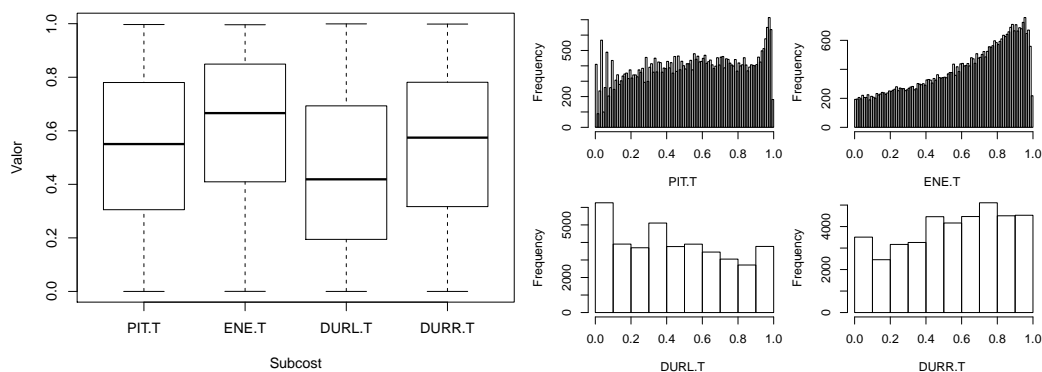 Valor
0.0 0.2 0.4 0.6 0.8 1.0
PIT.T ENE.T DURL.T DURR.T
Subcost
Frequency
0 200 500
0.0 0.2 0.4 0.6 0.8 1.0
PIT.T
Frequency
0 200 600
0.0 0.2 0.4 0.6 0.8 1.0
ENE.T
Frequency
0 2000 5000
0.0 0.2 0.4 0.6 0.8 1.0
DURL.T
Frequency
0 2000 4000
0.0 0.2 0.4 0.6 0.8 1.0
DURR.T